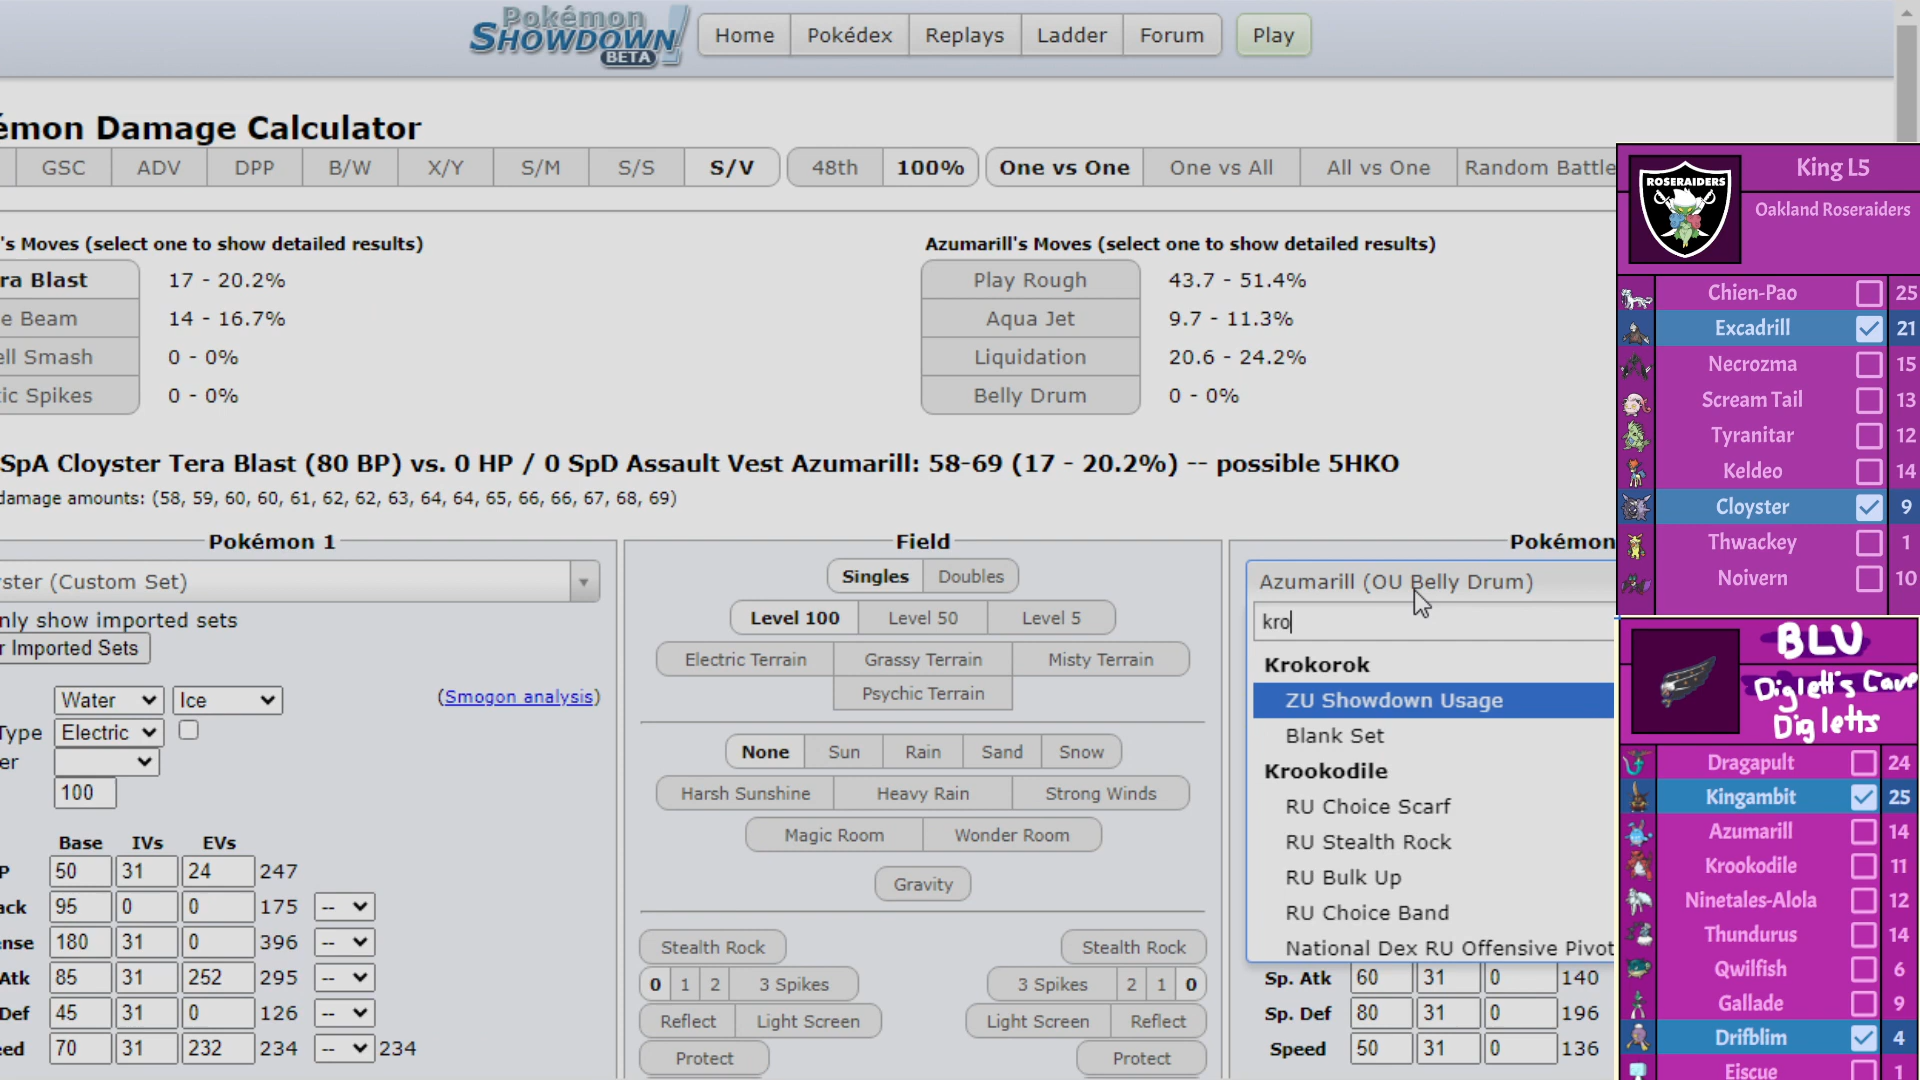 Pokémon
SHOWDOWN!
BETA
Home Pokédex Replays Ladder Forum Play
émon Damage Calculator
GSC ADV DPP B/W X/Y S/M S/S S/V 48th 100% One vs One One vs All All vs One Random Battle
's Moves (select one to show detailed results)
ra Blast 17 - 20.2%
e Beam 14 - 16.7%
ell Smash 0 - 0%
ic Spikes 0 - 0%
Azumarill's Moves (select one to show detailed results)
Play Rough 43.7 - 51.4%
Aqua Jet 9.7 - 11.3%
Liquidation 20.6 - 24.2%
Belly Drum 0 - 0%
SpA Cloyster Tera Blast (80 BP) vs. 0 HP / 0 SpD Assault Vest Azumarill: 58-69 (17 - 20.2%) -- possible 5HKO
damage amounts: (58, 59, 60, 60, 61, 62, 62, 63, 64, 64, 65, 66, 66, 67, 68, 69)
Pokémon 1
ster (Custom Set)
nly show imported sets
r Imported Sets
Water Ice (Smogon analysis)
Type Electric
er
100
Base IVs EVs
P 50 31 24 247
ack 95 0 0 175 --
ense 180 31 0 396 --
Atk 85 31 252 295 --
Def 45 31 0 126 --
eed 70 31 232 234 -- 234
Field
Singles Doubles
Level 100 Level 50 Level 5
Electric Terrain Grassy Terrain Misty Terrain
Psychic Terrain
None Sun Rain Sand Snow
Harsh Sunshine Heavy Rain Strong Winds
Magic Room Wonder Room
Gravity
Stealth Rock Stealth Rock
0 1 2 3 Spikes 3 Spikes 2 1 0
Reflect Light Screen Light Screen Reflect
Protect Protect
Pokémon
Azumarill (OU Belly Drum)
kro
Krokorok
ZU Showdown Usage
Blank Set
Krookodile
RU Choice Scarf
RU Stealth Rock
RU Bulk Up
RU Choice Band
National Dex RU Offensive Pivot
Sp. Atk 60 31 0 140
Sp. Def 80 31 0 196
Speed 50 31 0 136
ROSERAIDERS
King L5
Oakland Roseraiders
Chien-Pao 25
Excadrill 21
Necrozma 15
Scream Tail 13
Tyranitar 12
Keldeo 14
Cloyster 9
Thwackey 1
Noivern 10
BLU
Diglett's Cave
Digletts
Dragapult 24
Kingambit 25
Azumarill 14
Krookodile 11
Ninetales-Alola 12
Thundurus 14
Qwilfish 6
Gallade 9
Drifblim 4
Eiscue 1